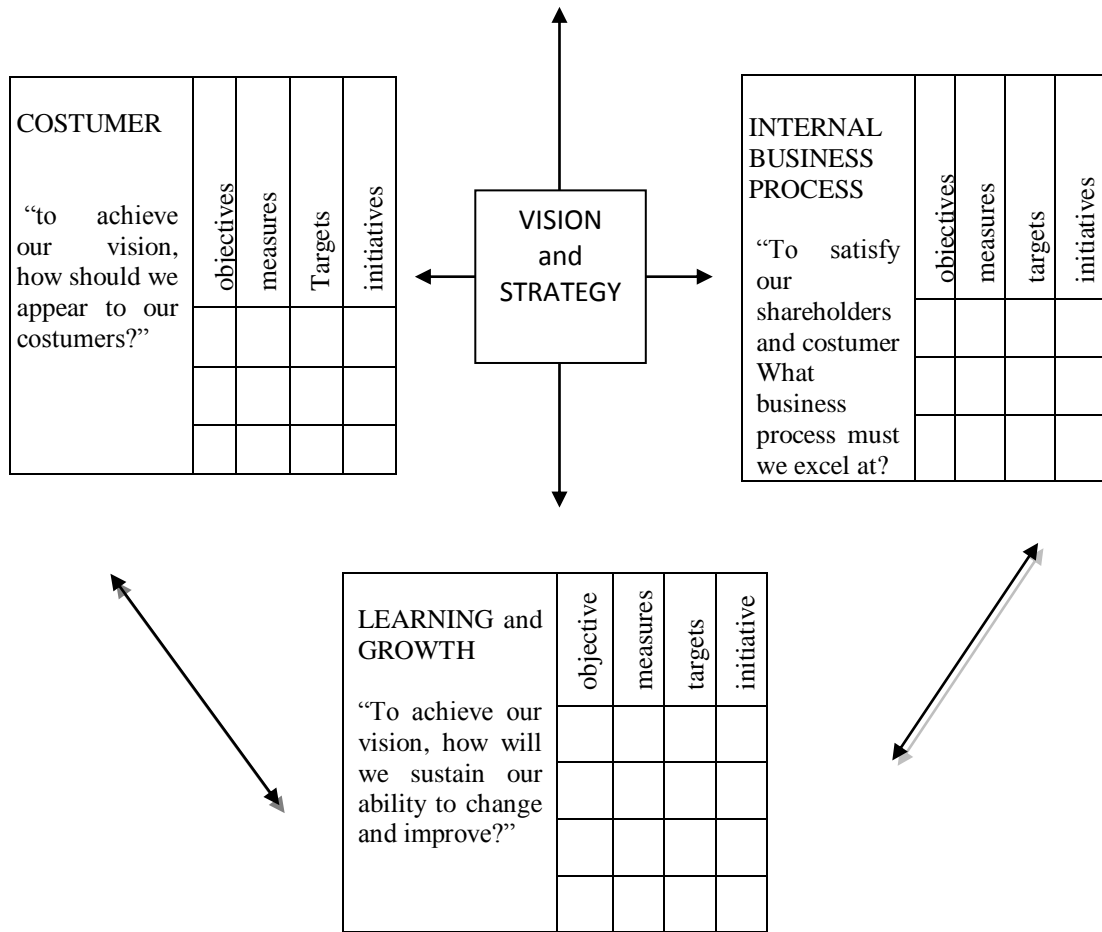 COSTUMER
“to achieve
our vision,
how should we
appear to our
costumers?”
objectives
measures
Targets
initiatives
VISION
and
STRATEGY
INTERNAL
BUSINESS
PROCESS
“To satisfy
our
shareholders
and costumer
What
business
process must
we excel at?
objectives
measures
targets
initiatives
LEARNING and
GROWTH
“To achieve our
vision, how will
we sustain our
ability to change
and improve?”
objective
measures
targets
initiative